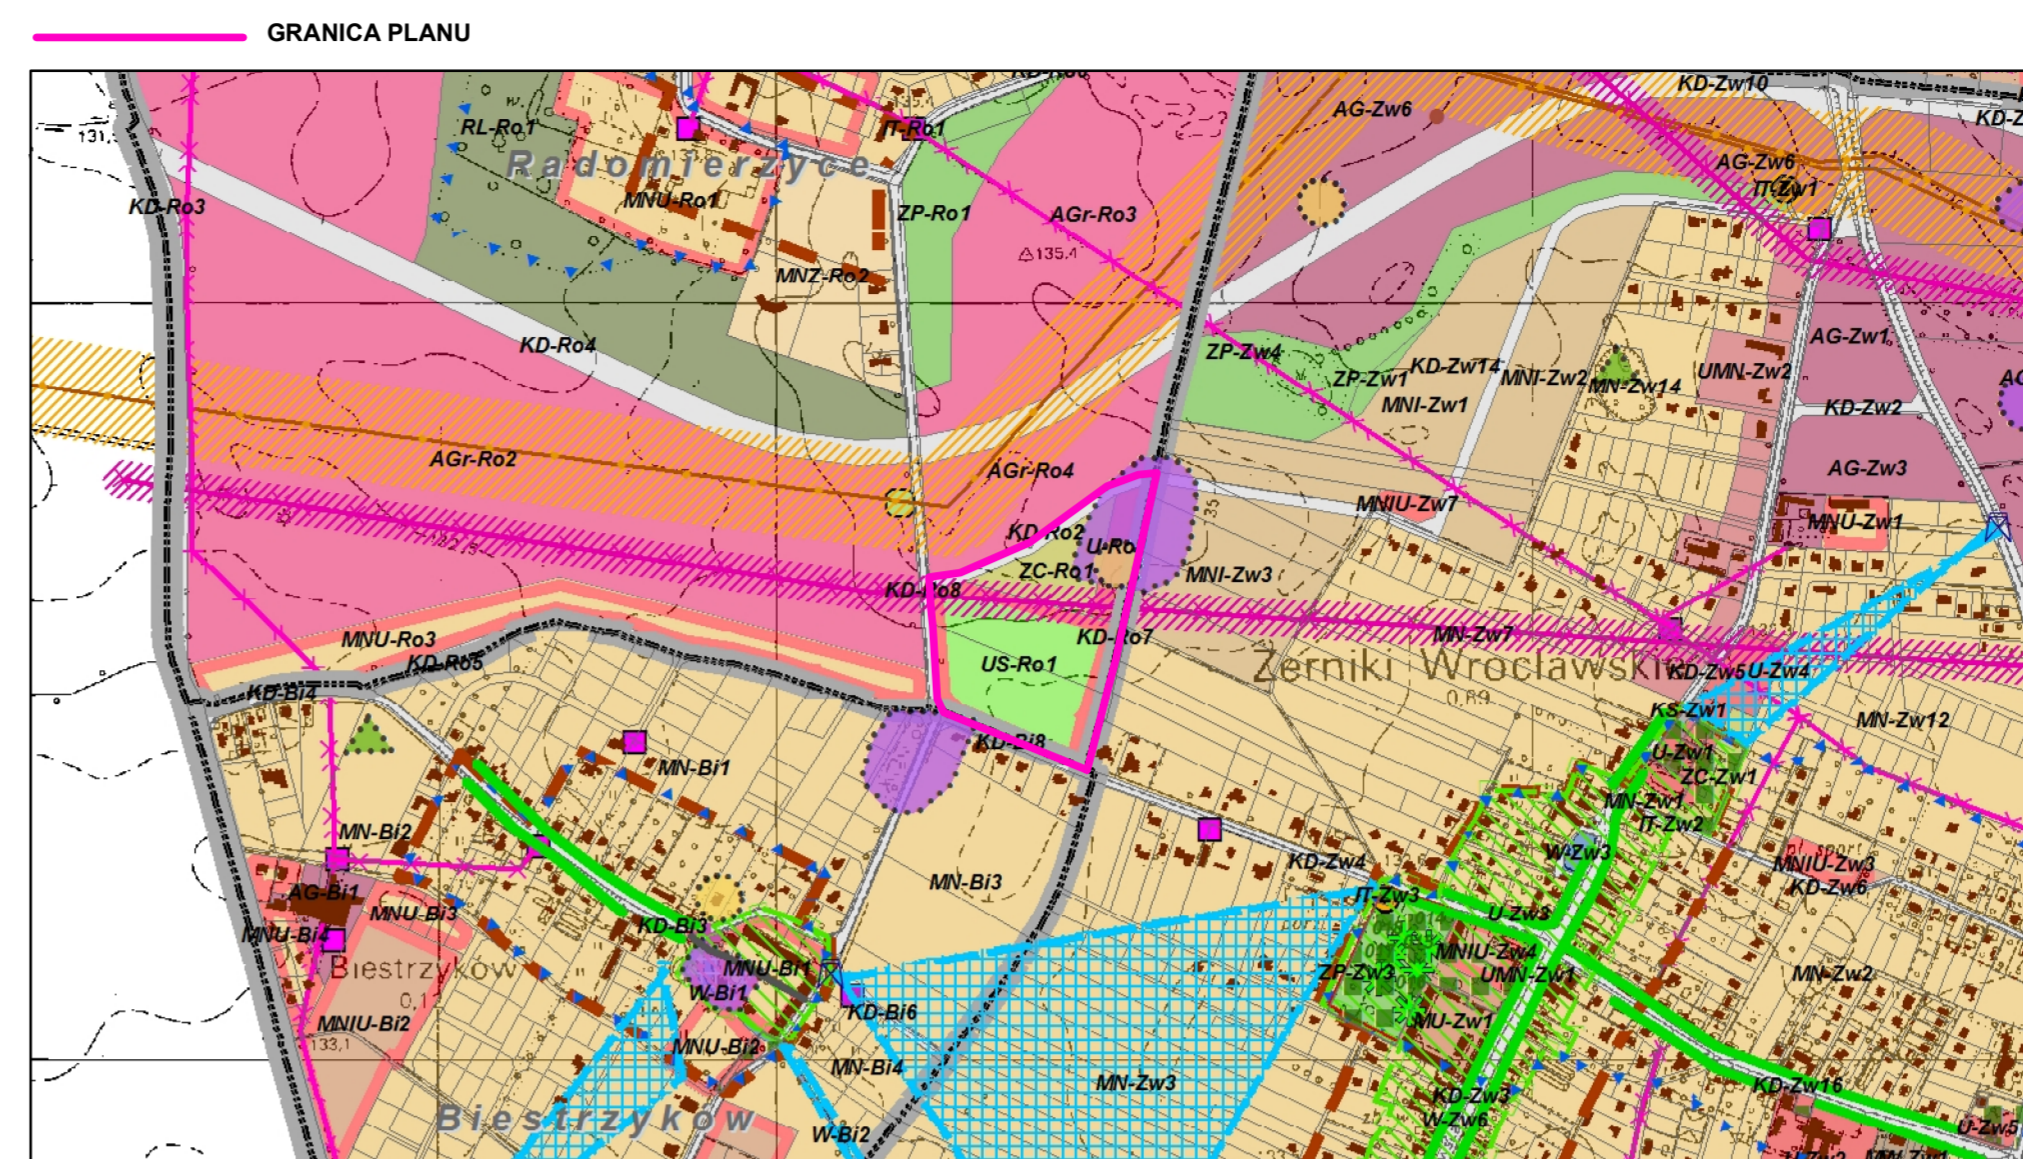 GRANICA PLANU
KD-Zw10
AG-Zw6
RL-Ro1
IT-Ro1
131,5
Radomierzyce
AG-Zw6
IT-Zw1
MNU-Ro1
KD-Ro3
ZP-Ro1
AGr-Ro3
135.4
MNZ-Ro2
KD-Ro4
ZP-Zw4
AG-Zw1
KD-Zw14
ZP-Zw1
MNI-Zw2
MN-Zw14
UMN-Zw2
MNI-Zw1
KD-Zw2
AGr-Ro2
AGr-Ro4
AG-Zw3
MNIU-Zw7
MNU-Zw1
KD-Ro2
U-Ro
ZC-Ro1
MNI-Zw3
KD-Ro8
MNU-Ro3
KD-Ro5
KD-Ro7
MN-Zw7
US-Ro1
Żerniki Wrocławskie
0,89
KD-Zw5
U-Zw4
KD-Bi4
KS-Zw1
MN-Zw12
KD-Bi8
U-Zw1
MN-Bi1
ZC-Zw1
MN-Zw1
IT-Zw2
MN-Bi2
W-Zw3
KD-Zw4
MNIU-Zw3
KD-Zw6
AG-Bi1
MN-Bi3
IT-Zw3
MNU-Bi3
U-Zw3
KD-Bi3
MNU-Bi4
MNIU-Zw4
Biestrzyków
MNU-Bi1
ZP-Zw3
UMN-Zw1
MN-Zw2
W-Bi1
0,12
KD-Bi6
MNIU-Bi2
MU-Zw1
133,1
MNU-Bi2
MN-Bi4
MN-Zw3
KD-Zw16
KD-Zw3
Biestrzyków
W-Zw6
W-Bi2
U-Zw5